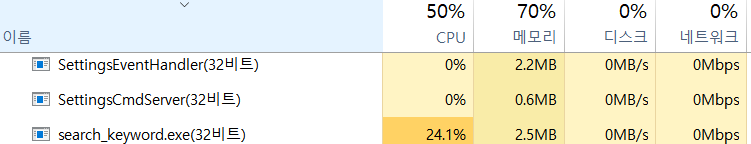 50% 70% 0% 0%
이름 CPU 메모리 디스크 네트워크
SettingsEventHandler(32비트) 0% 2.2MB 0MB/s 0Mbps
SettingsCmdServer(32비트) 0% 0.6MB 0MB/s 0Mbps
search_keyword.exe(32비트) 24.1% 2.5MB 0MB/s 0Mbps